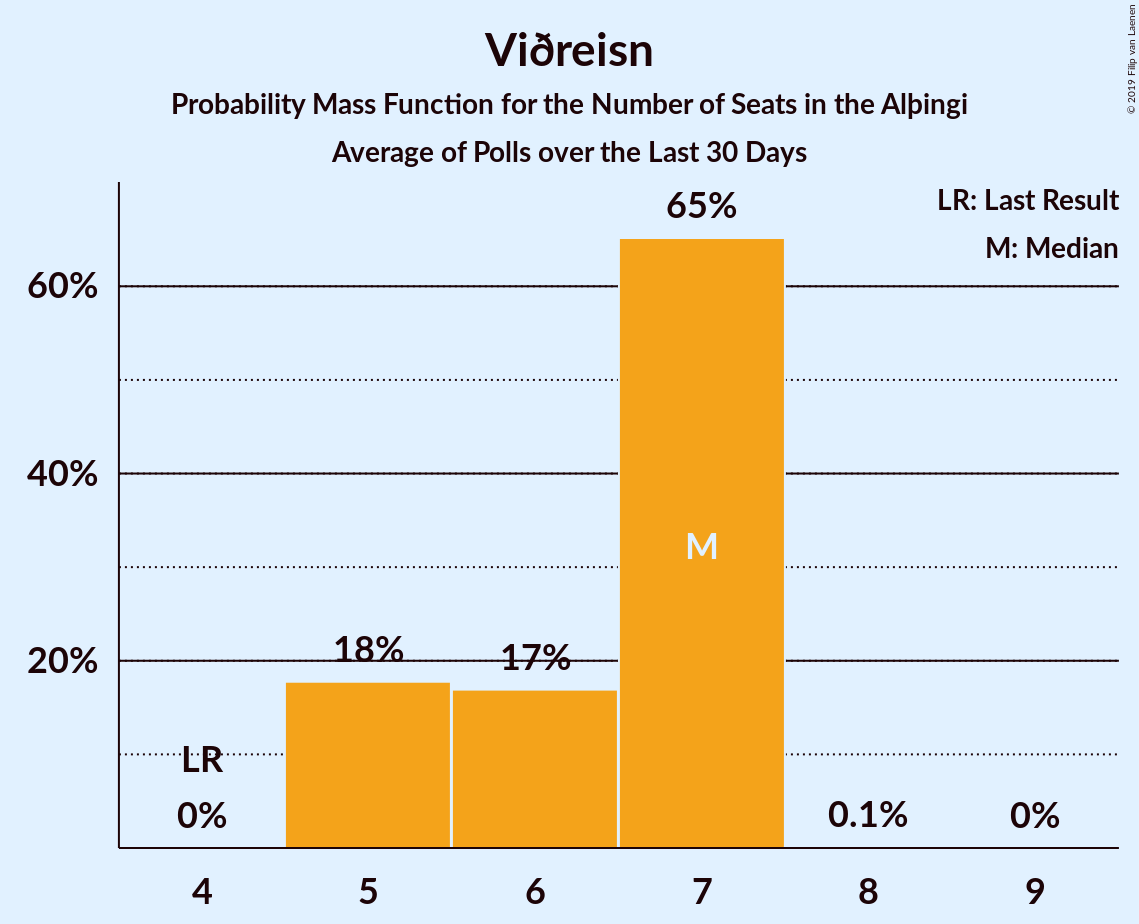 Viðreisn
Probability Mass Function for the Number of Seats in the Alþingi
Average of Polls over the Last 30 Days
© 2019 Filip van Laenen
LR: Last Result
M: Median
65%
60%
40%
M
20%
18%
17%
LR
0%
0.1%
0%
4 5 6 7 8 9